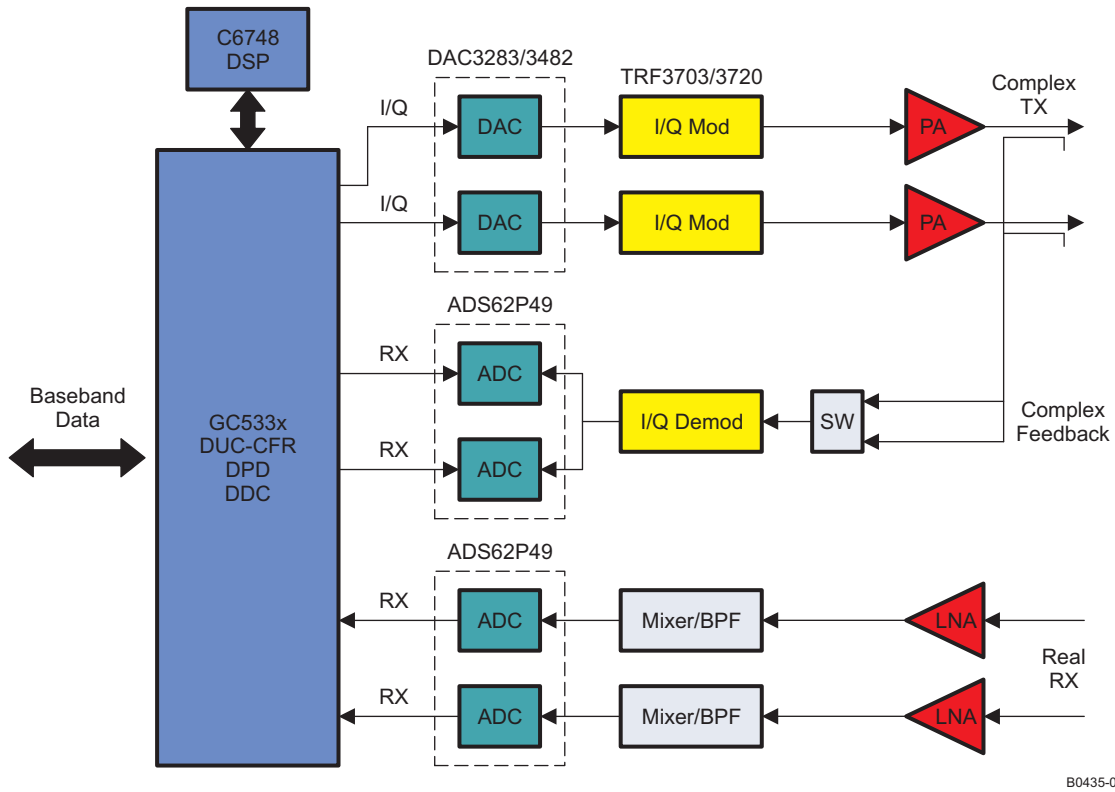 C6748
DSP
DAC3283/3482
TRF3703/3720
Complex
TX
I/Q
DAC
I/Q Mod
PA
I/Q
DAC
I/Q Mod
PA
ADS62P49
RX
ADC
Baseband
Data
GC533x
DUC-CFR
DPD
DDC
I/Q Demod
SW
Complex
Feedback
RX
ADC
ADS62P49
RX
ADC
Mixer/BPF
LNA
Real
RX
RX
ADC
Mixer/BPF
LNA
B0435-0